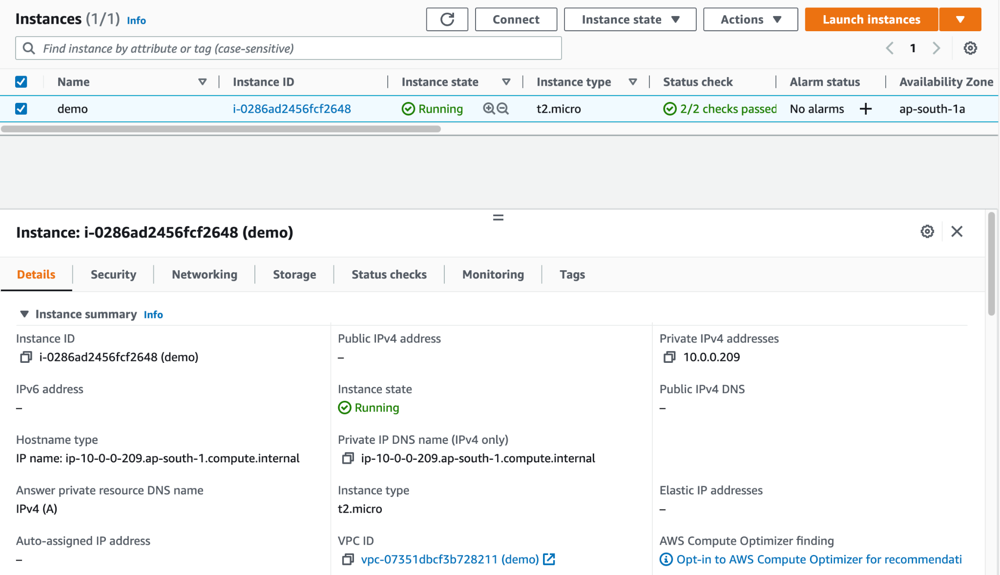 Instances (1/1) Info Connect Instance state Actions Launch instances
Find instance by attribute or tag (case-sensitive) 1
Name Instance ID Instance state Instance type Status check Alarm status Availability Zone
demo i-0286ad2456fcf2648 Running t2.micro 2/2 checks passed No alarms + ap-south-1a
Instance: i-0286ad2456fcf2648 (demo)
Details Security Networking Storage Status checks Monitoring Tags
Instance summary Info
Instance ID Public IPv4 address Private IPv4 addresses
i-0286ad2456fcf2648 (demo) – 10.0.0.209
IPv6 address Instance state Public IPv4 DNS
– Running –
Hostname type Private IP DNS name (IPv4 only)
IP name: ip-10-0-0-209.ap-south-1.compute.internal ip-10-0-0-209.ap-south-1.compute.internal
Answer private resource DNS name Instance type Elastic IP addresses
IPv4 (A) t2.micro –
Auto-assigned IP address VPC ID AWS Compute Optimizer finding
– vpc-07351dbcf3b728211 (demo) Opt-in to AWS Compute Optimizer for recommendati